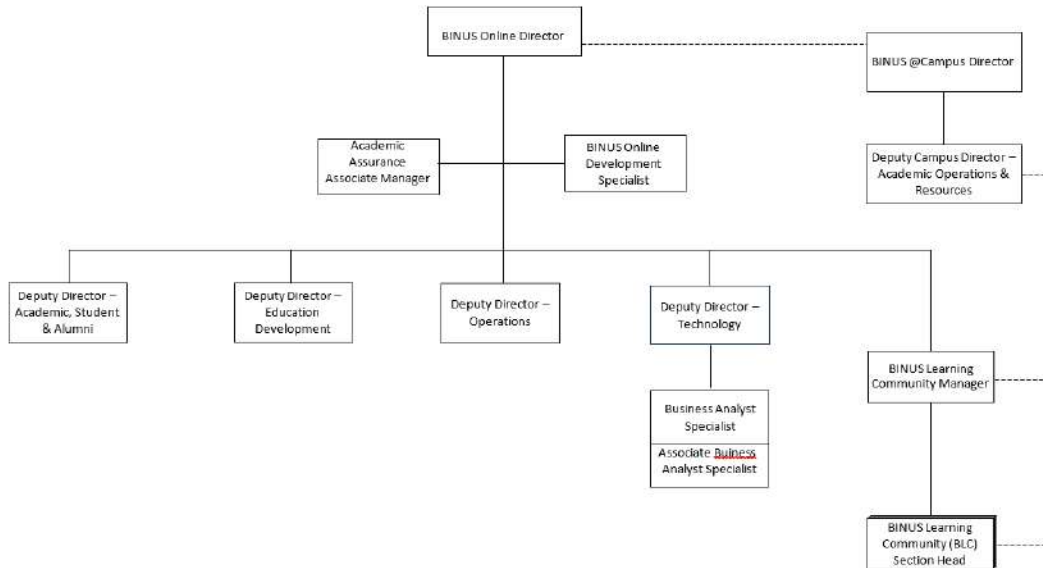 BINUS Online Director
BINUS @Campus Director
Academic
Assurance
Associate Manager
BINUS Online
Development
Specialist
Deputy Campus Director –
Academic Operations &
Resources
Deputy Director –
Academic, Student
& Alumni
Deputy Director –
Education
Development
Deputy Director –
Operations
Deputy Director –
Technology
BINUS Learning
Community Manager
Business Analyst
Specialist
Associate Buiness
Analyst Specialist
BINUS Learning
Community (BLC)
Section Head